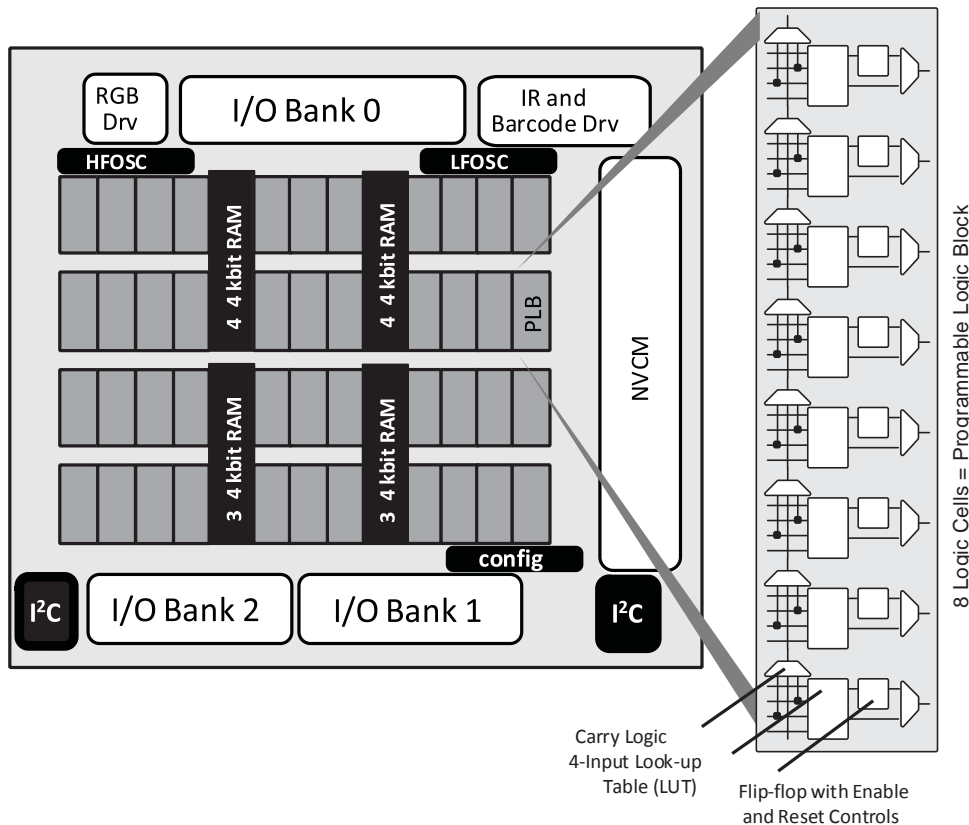 RGB
Drv
I/O Bank 0
IR and
Barcode Drv
HFOSC
LFOSC
4 4 kbit RAM
4 4 kbit RAM
PLB
NVCM
3 4 kbit RAM
3 4 kbit RAM
config
I²C
I/O Bank 2
I/O Bank 1
I²C
8 Logic Cells = Programmable Logic Block
Carry Logic
4-Input Look-up
Table (LUT)
Flip-flop with Enable
and Reset Controls